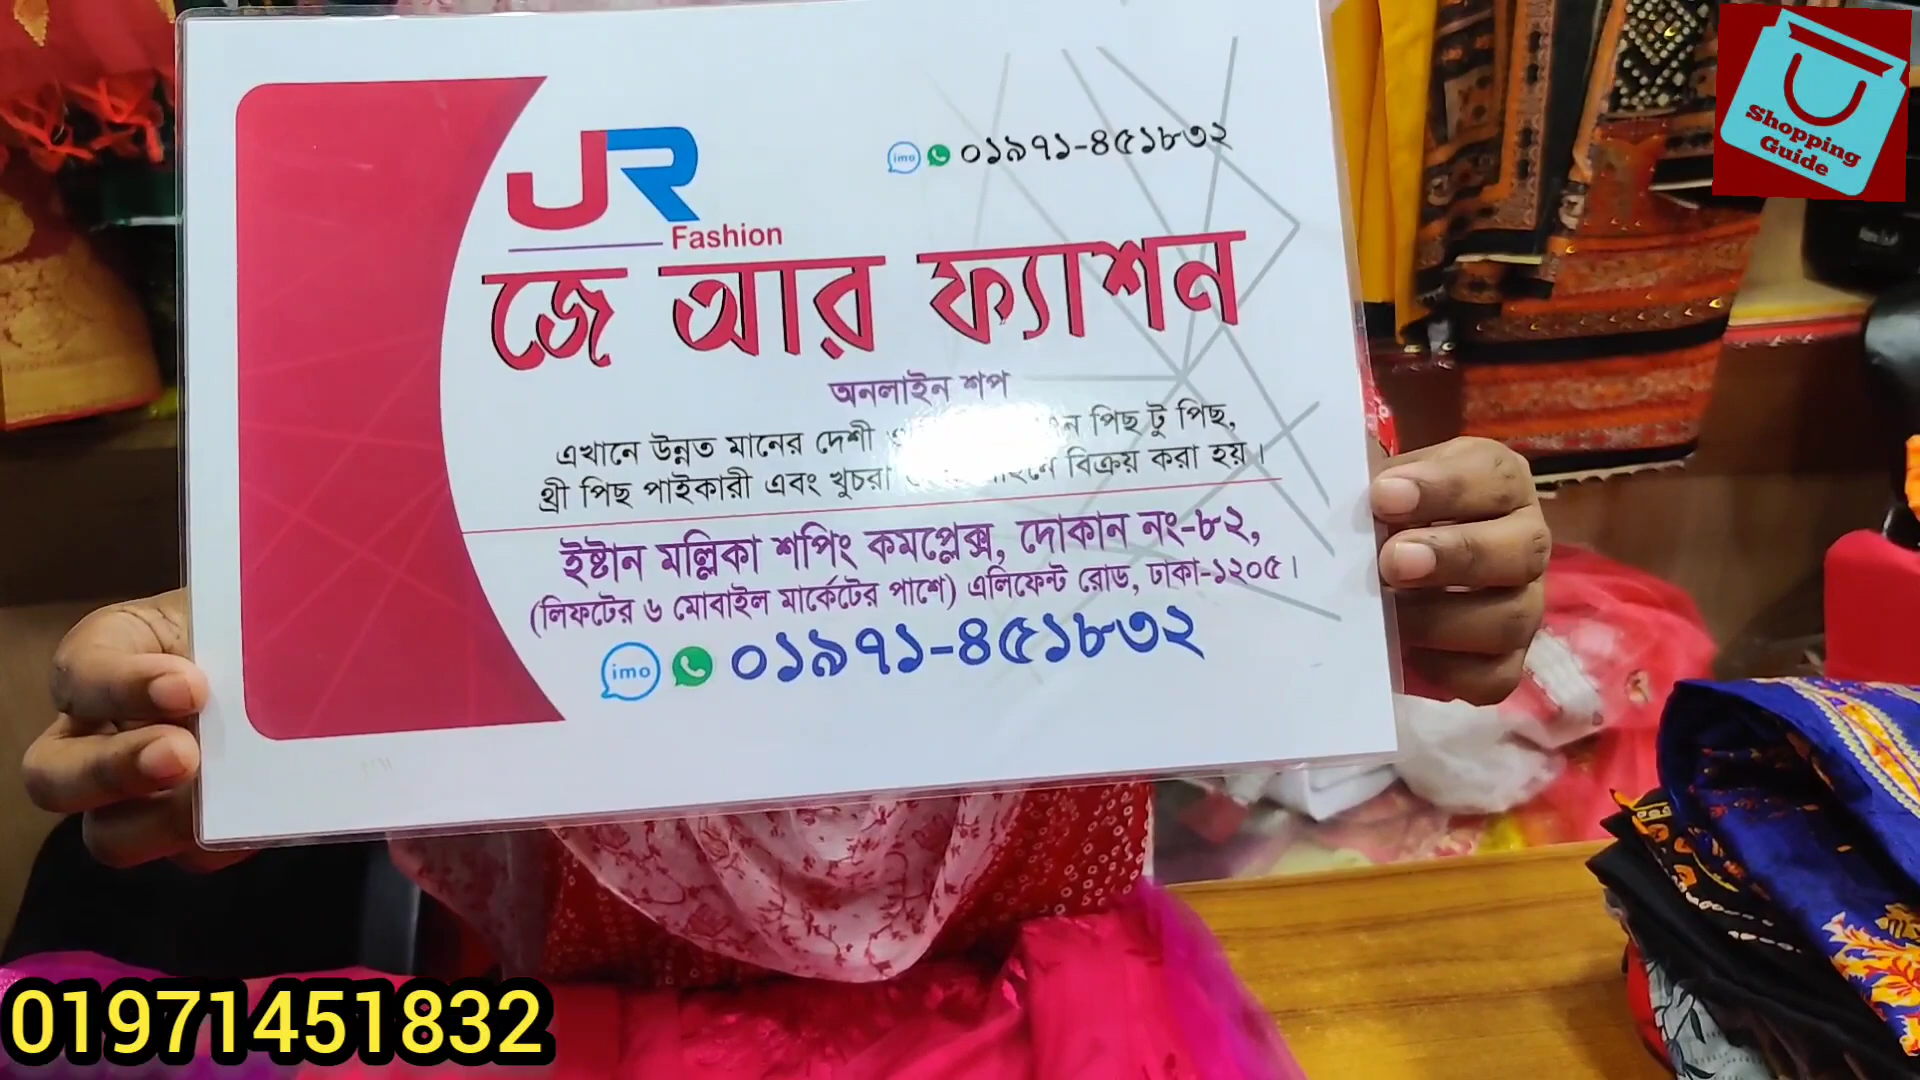 JR
Fashion
০১৯৭১-৪৫১৮৩২
জে আর ফ্যাশন
অনলাইন শপ
এখানে উন্নত মানের দেশী পিছ টু পিছ,
থ্রী পিছ পাইকারী এবং খুচরা বিক্রয় করা হয়।
ইষ্টান মল্লিকা শপিং কমপ্লেক্স, দোকান নং-৮২,
(লিফটের ৬ মোবাইল মার্কেটের পাশে) এলিফেন্ট রোড, ঢাকা-১২০৫।
imo ০১৯৭১-৪৫১৮৩২
Shopping
Guide
01971451832